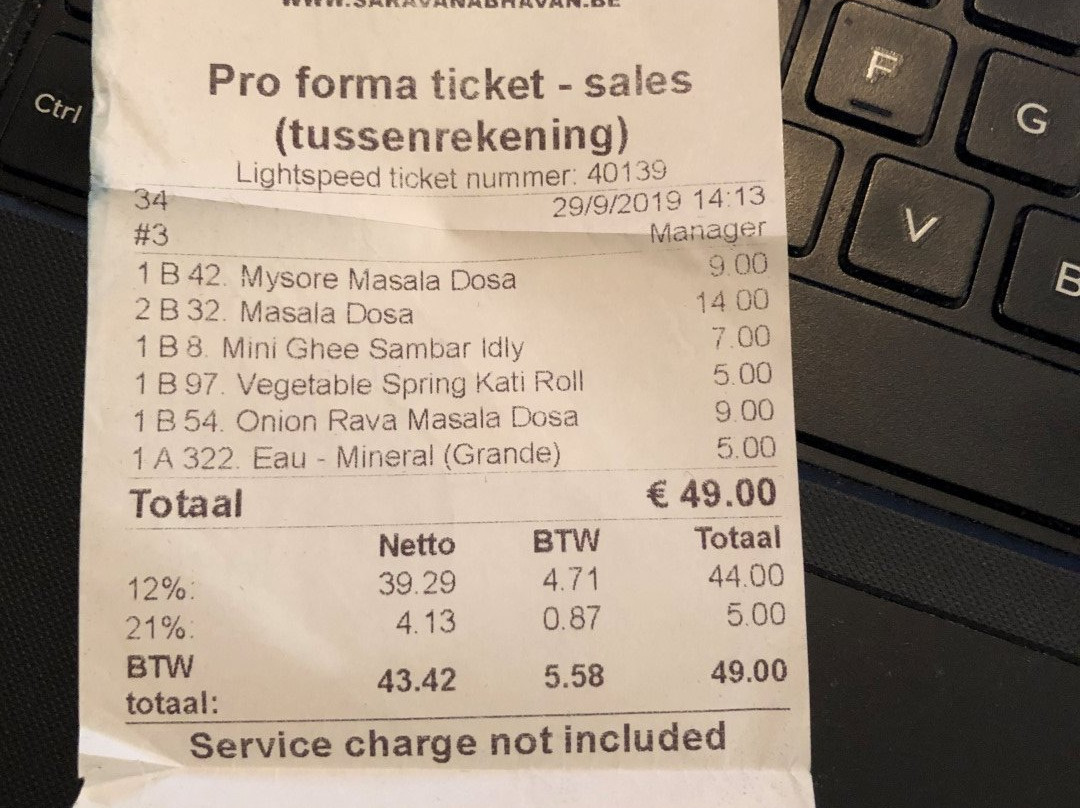 WWW.SARAVANABHAVAN.BE
Pro forma ticket - sales
(tussenrekening)
Lightspeed ticket nummer: 40139
34 29/9/2019 14:13
#3 Manager
1 B 42. Mysore Masala Dosa 9.00
2 B 32. Masala Dosa 14.00
1 B 8. Mini Ghee Sambar Idly 7.00
1 B 97. Vegetable Spring Kati Roll 5.00
1 B 54. Onion Rava Masala Dosa 9.00
1 A 322. Eau - Mineral (Grande) 5.00
Totaal € 49.00
Netto BTW Totaal
12%: 39.29 4.71 44.00
21%: 4.13 0.87 5.00
BTW
totaal: 43.42 5.58 49.00
Service charge not included
Ctrl
F
G
V
B